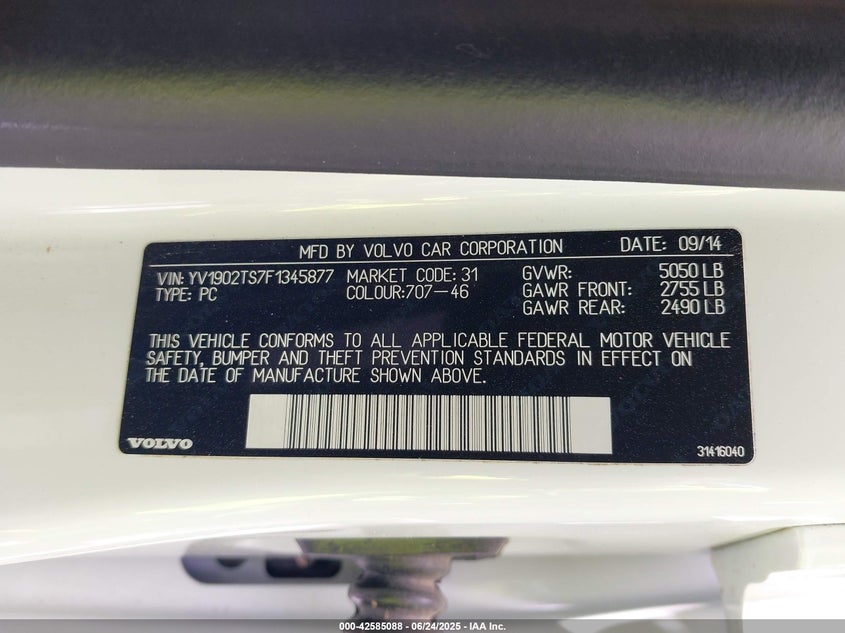 MFD BY VOLVO CAR CORPORATION DATE: 09/14
VIN: YV1902TS7F1345877 MARKET CODE: 31 GVWR: 5050 LB
TYPE: PC COLOUR:707-46 GAWR FRONT: 2755 LB
GAWR REAR: 2490 LB
THIS VEHICLE CONFORMS TO ALL APPLICABLE FEDERAL MOTOR VEHICLE
SAFETY, BUMPER AND THEFT PREVENTION STANDARDS IN EFFECT ON
THE DATE OF MANUFACTURE SHOWN ABOVE.
VOLVO 31416040
000-42585088 - 06/24/2025 - IAA Inc.